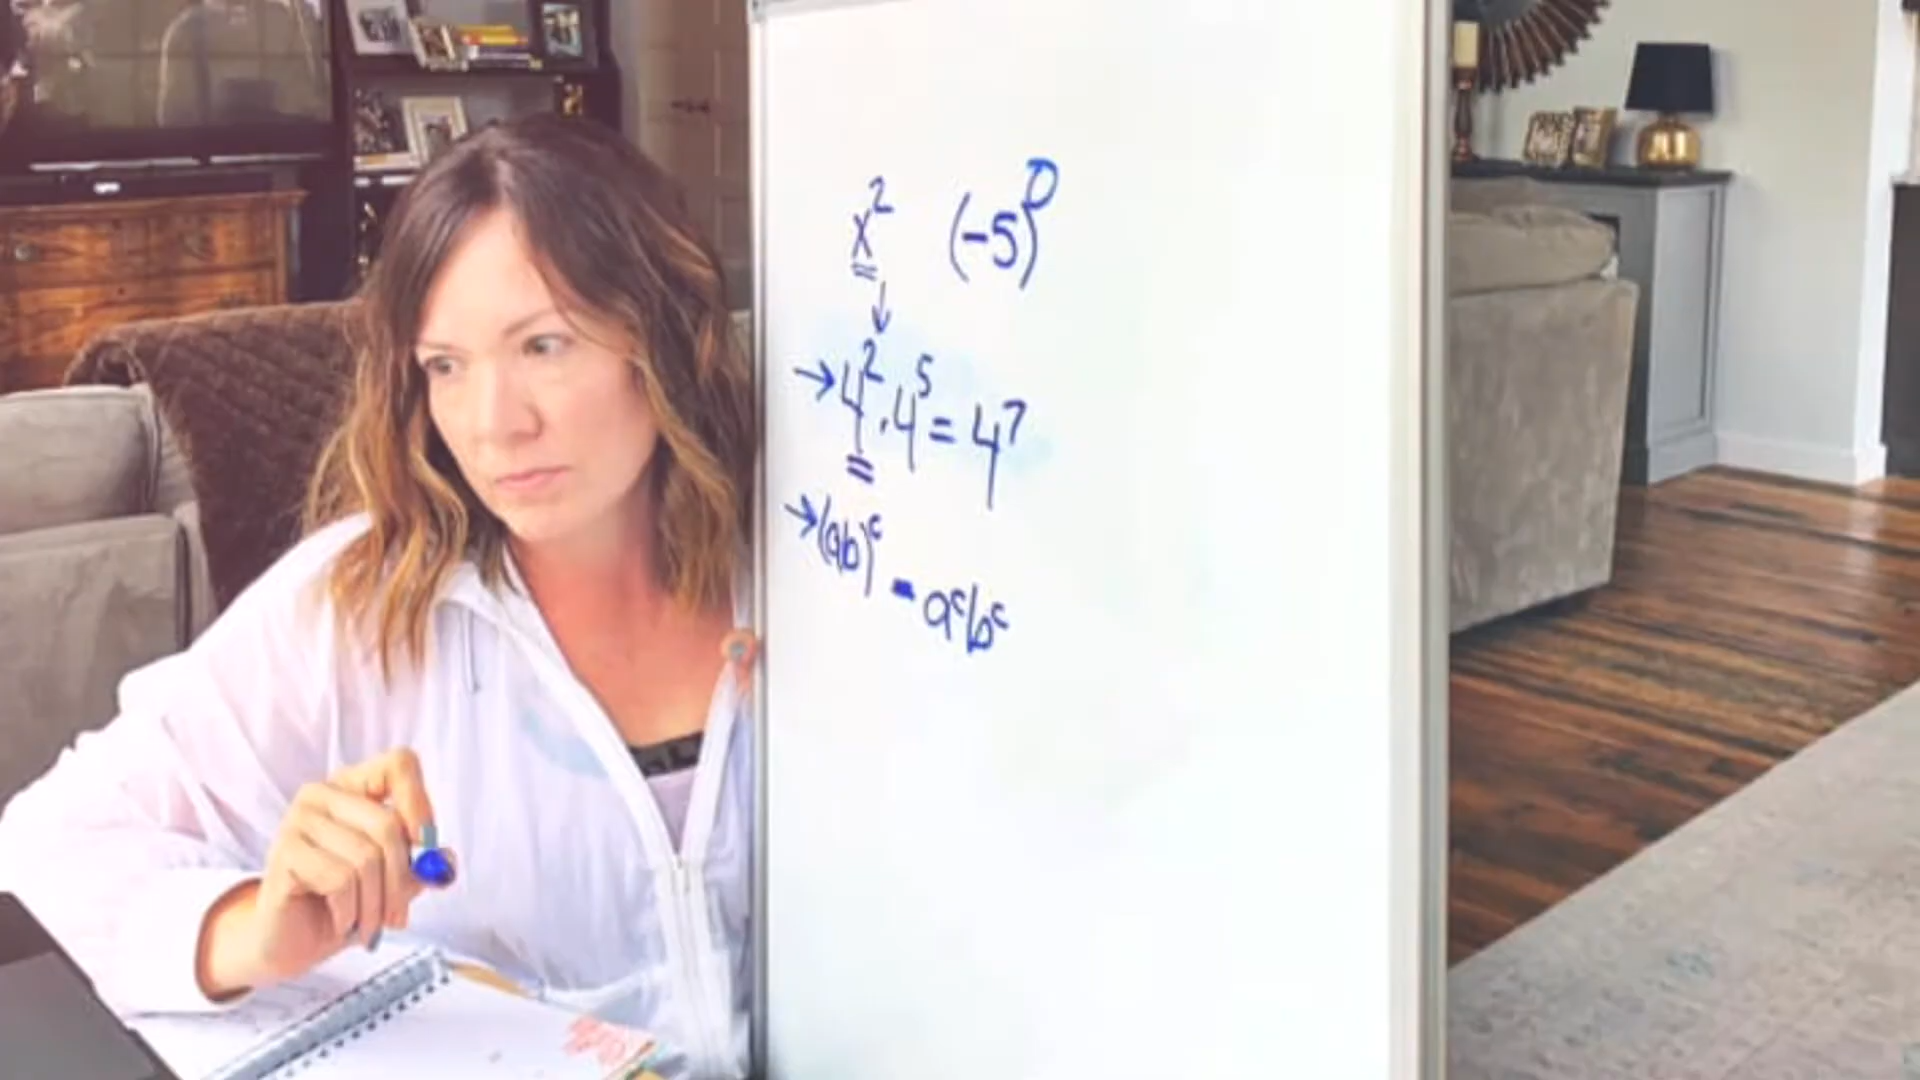 x² (-5)⁰
→ 4² · 4⁵ = 4⁷
→ (ab)ᶜ = aᶜbᶜ